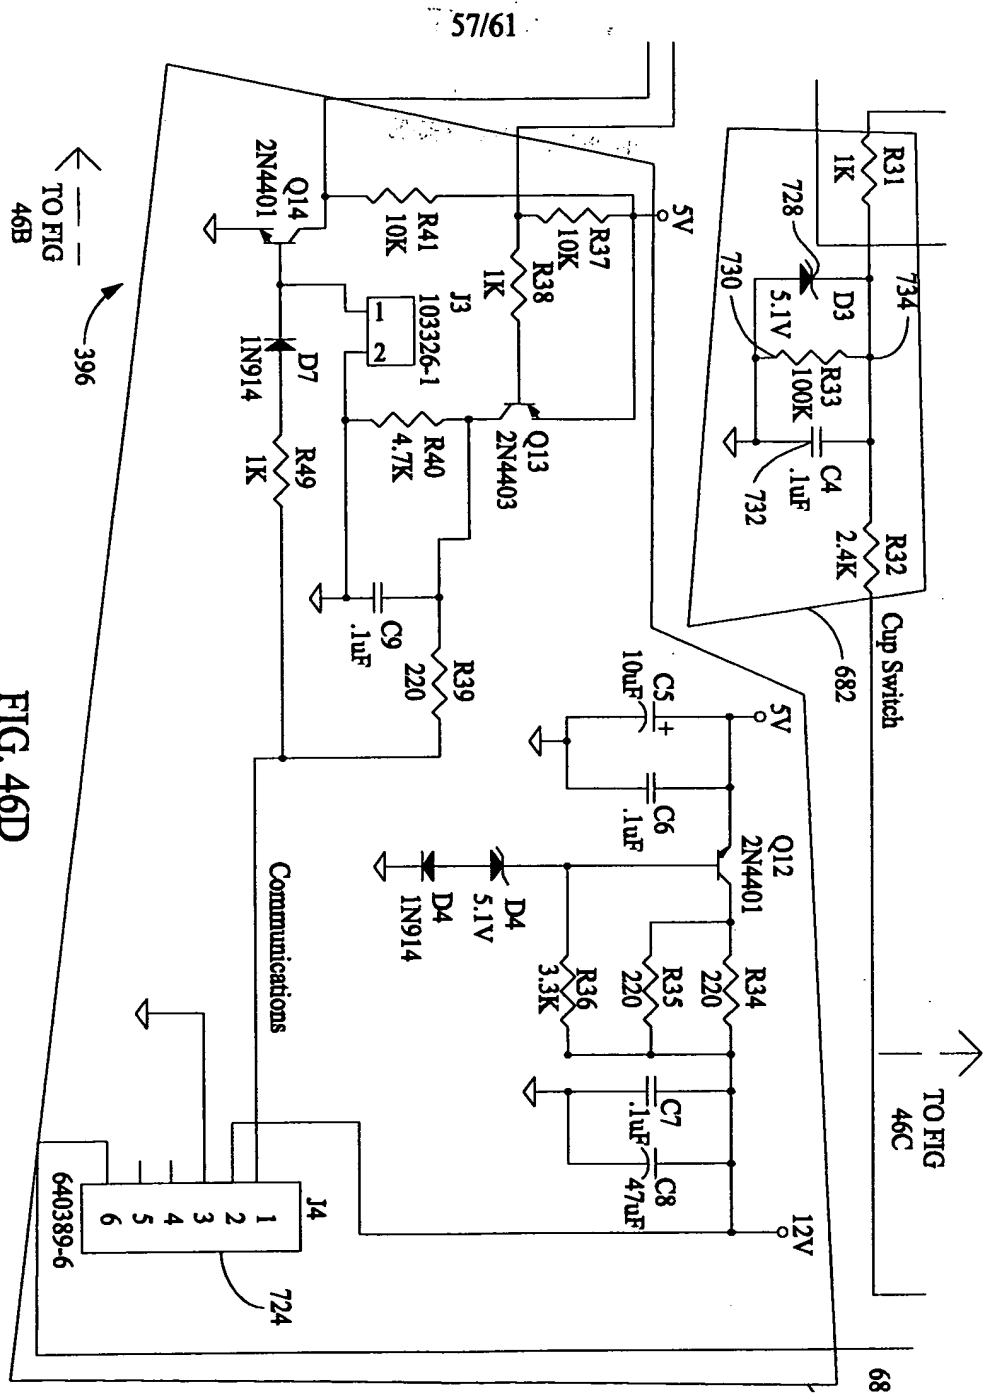 57/61
R31
1K
728
D3
5.1V
730
734
R33
100K
C4
.1uF
732
R32
2.4K
682
Cup Switch
TO FIG
46C
5V
R37
10K
R41
10K
R38
1K
Q14
2N4401
J3
103326-1
1
2
Q13
2N4403
D7
1N914
R40
4.7K
R49
1K
C9
.1uF
R39
220
TO FIG
46B
396
5V
C5
10uF
+
C6
.1uF
Q12
2N4401
D4
5.1V
D4
1N914
R34
220
R35
220
R36
3.3K
C7
.1uF
C8
47uF
12V
Communications
J4
1
2
3
4
5
6
640389-6
724
68
FIG. 46D